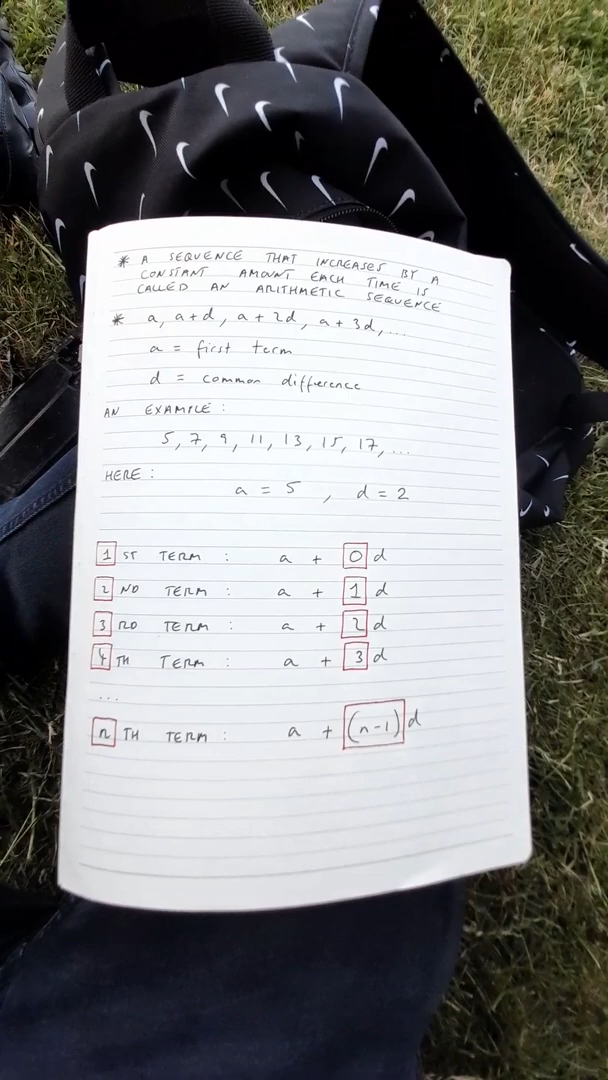 * A SEQUENCE THAT INCREASES BY A
CONSTANT AMOUNT EACH TIME IS
CALLED AN ARITHMETIC SEQUENCE
* a, a+d, a+2d, a+3d, ...
a = first term
d = common difference
AN EXAMPLE :
5, 7, 9, 11, 13, 15, 17, ...
HERE :
a = 5 , d = 2
1 ST TERM : a + 0 d
2 ND TERM : a + 1 d
3 RD TERM : a + 2 d
4 TH TERM : a + 3 d
...
n TH TERM : a + (n-1) d